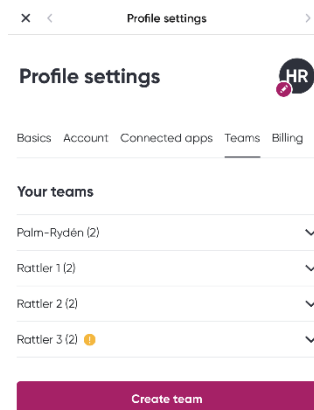 Profile settings
Profile settings
HR
Basics Account Connected apps Teams Billing
Your teams
Palm-Rydén (2)
Rattler 1 (2)
Rattler 2 (2)
Rattler 3 (2) !
Create team